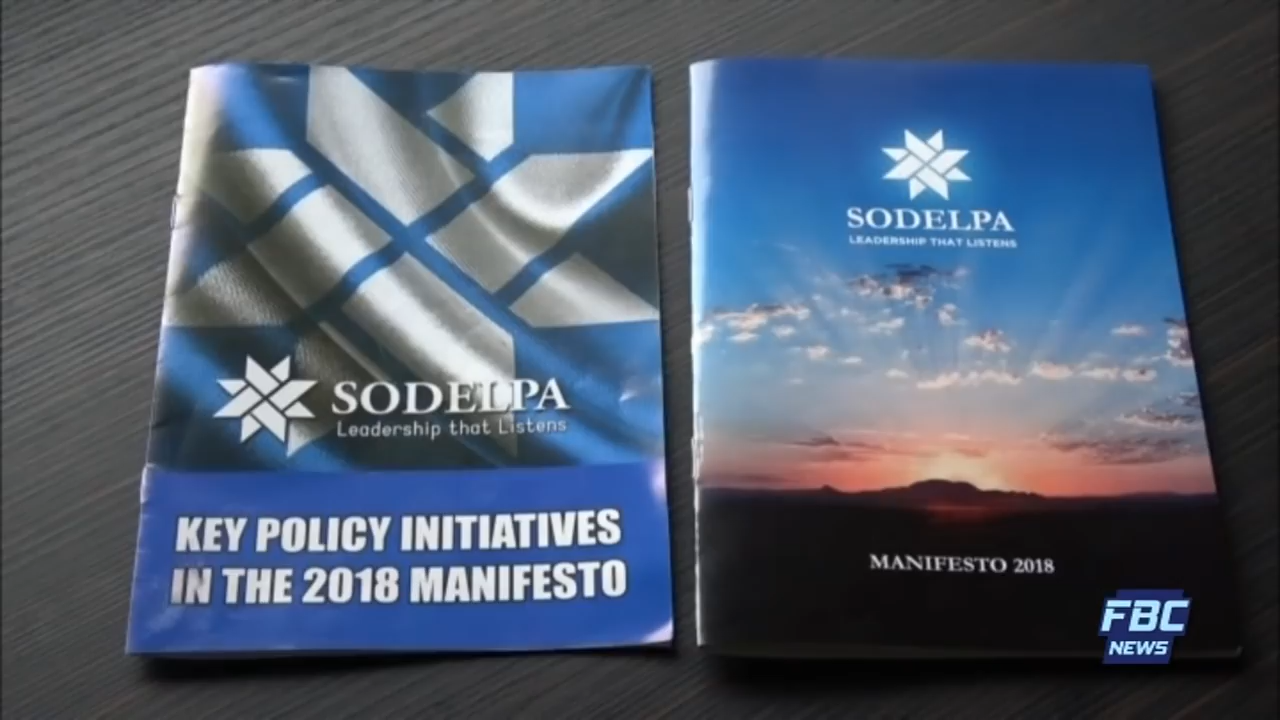 SODELPA
Leadership that Listens
KEY POLICY INITIATIVES
IN THE 2018 MANIFESTO
SODELPA
LEADERSHIP THAT LISTENS
MANIFESTO 2018
FBC
NEWS